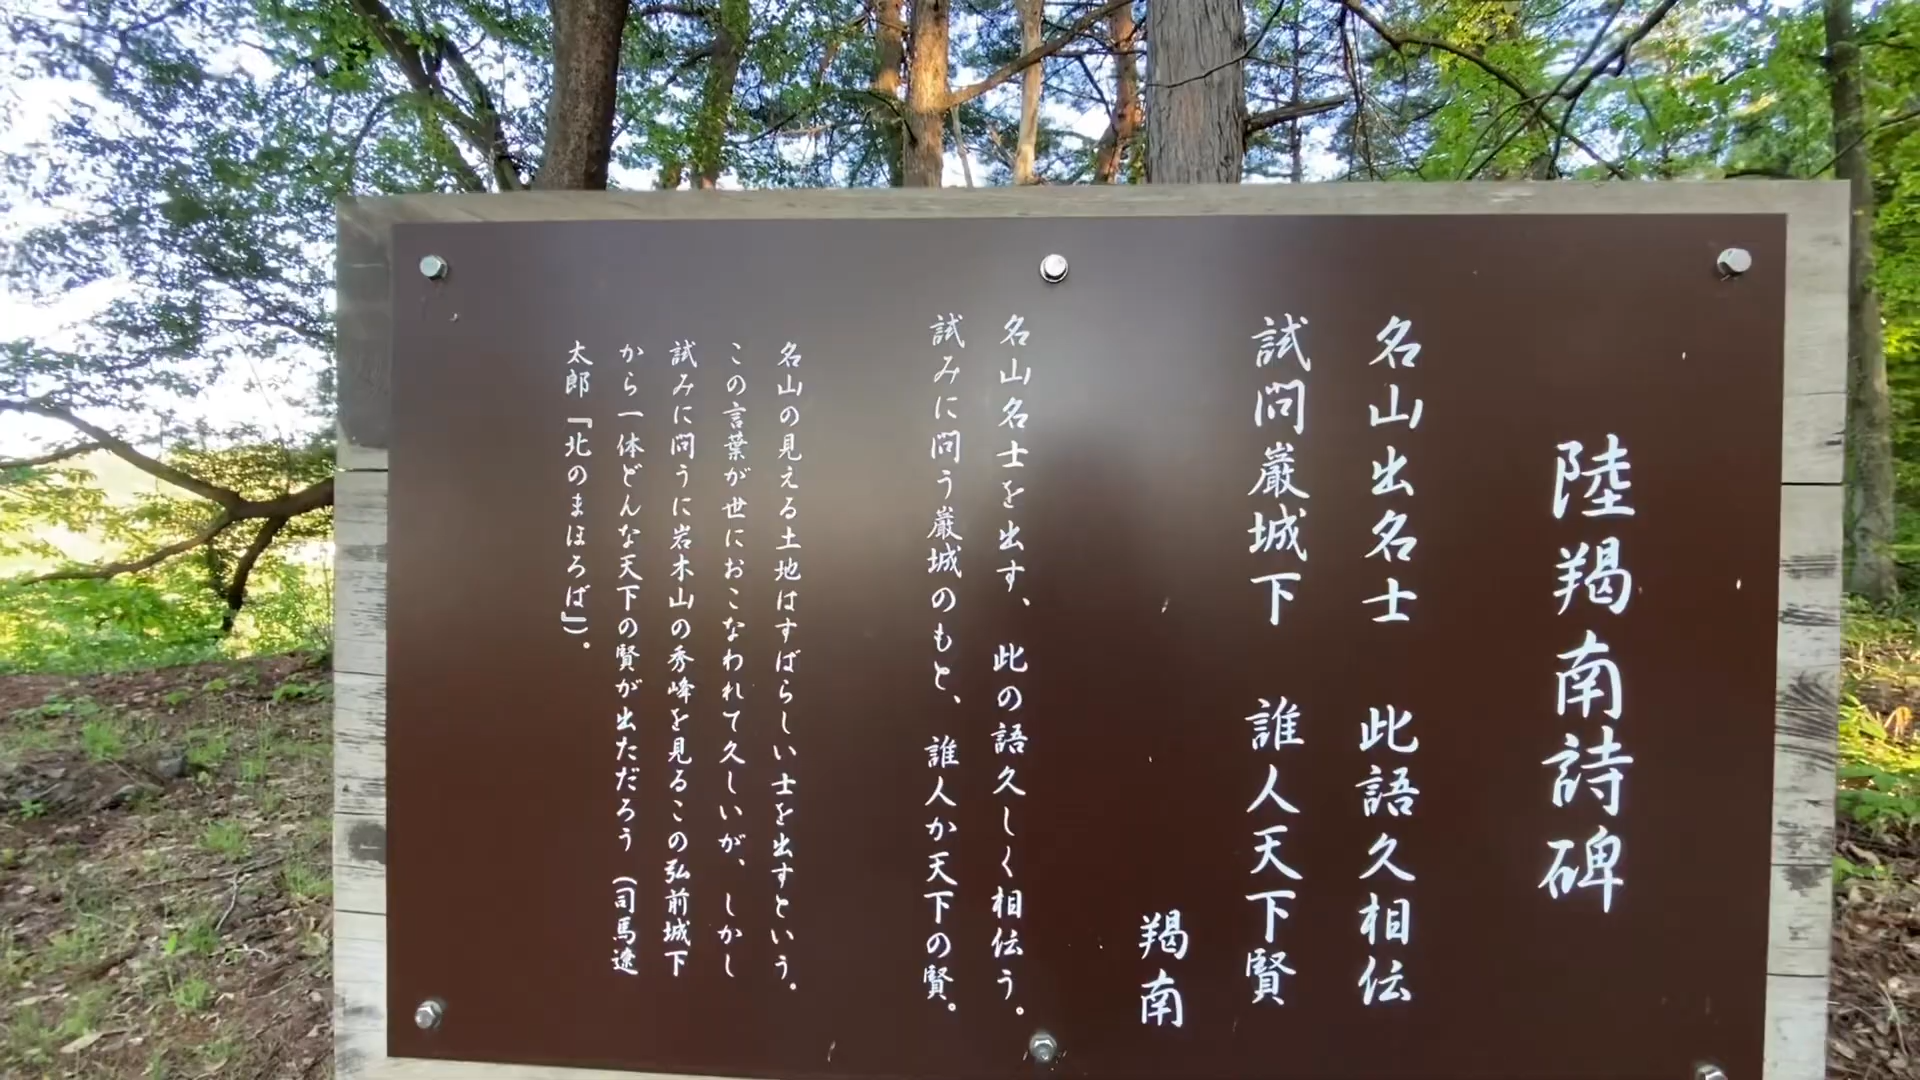 陸羯南詩碑
名山出名士　此語久相伝
試問巌城下　誰人天下賢
羯南
名山名士を出す、此の語久しく相伝う。
試みに問う巌城のもと、誰人か天下の賢。
名山の見える土地はすばらしい士を出すという。
この言葉が世におこなわれて久しいが、しかし
試みに問うに岩木山の秀峰を見るこの弘前城下
から一体どんな天下の賢が出ただろう（司馬遼
太郎『北のまほろば』）。